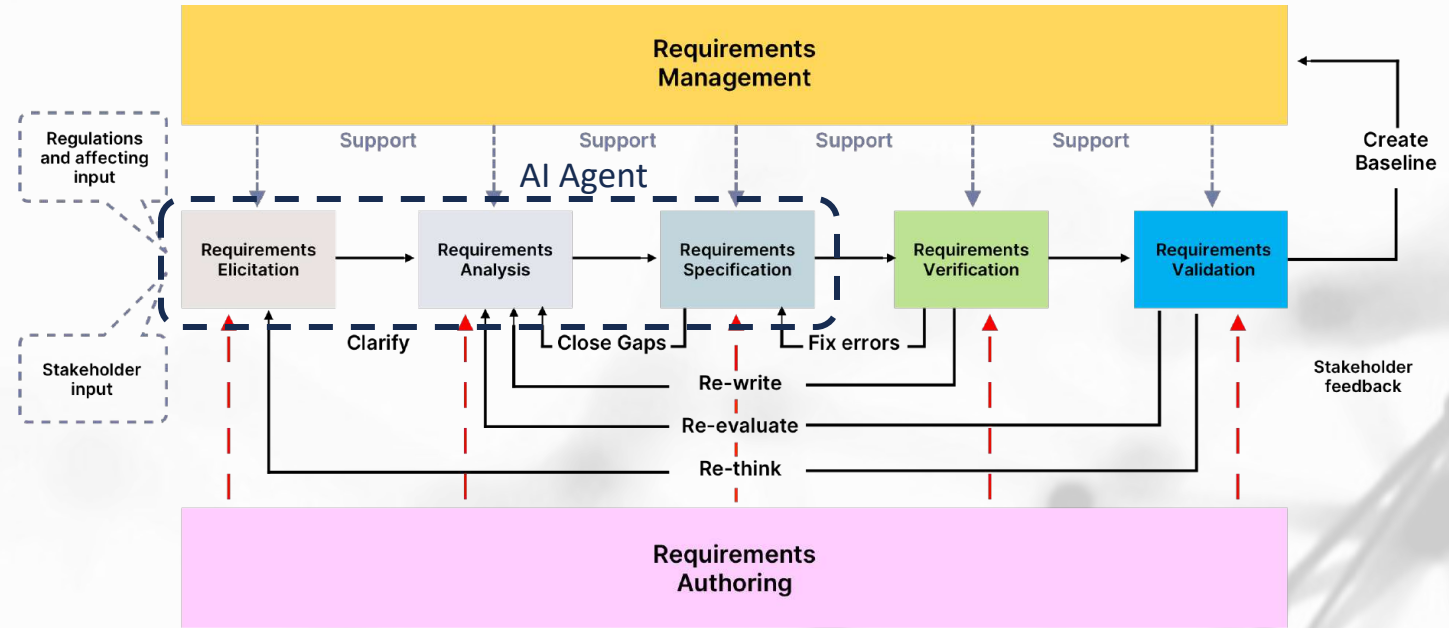 Requirements
Management
Regulations
and affecting
input
Support
Support
Support
Support
Create
Baseline
AI Agent
Requirements
Elicitation
Requirements
Analysis
Requirements
Specification
Requirements
Verification
Requirements
Validation
Clarify
Close Gaps
Fix errors
Stakeholder
input
Stakeholder
feedback
Re-write
Re-evaluate
Re-think
Requirements
Authoring